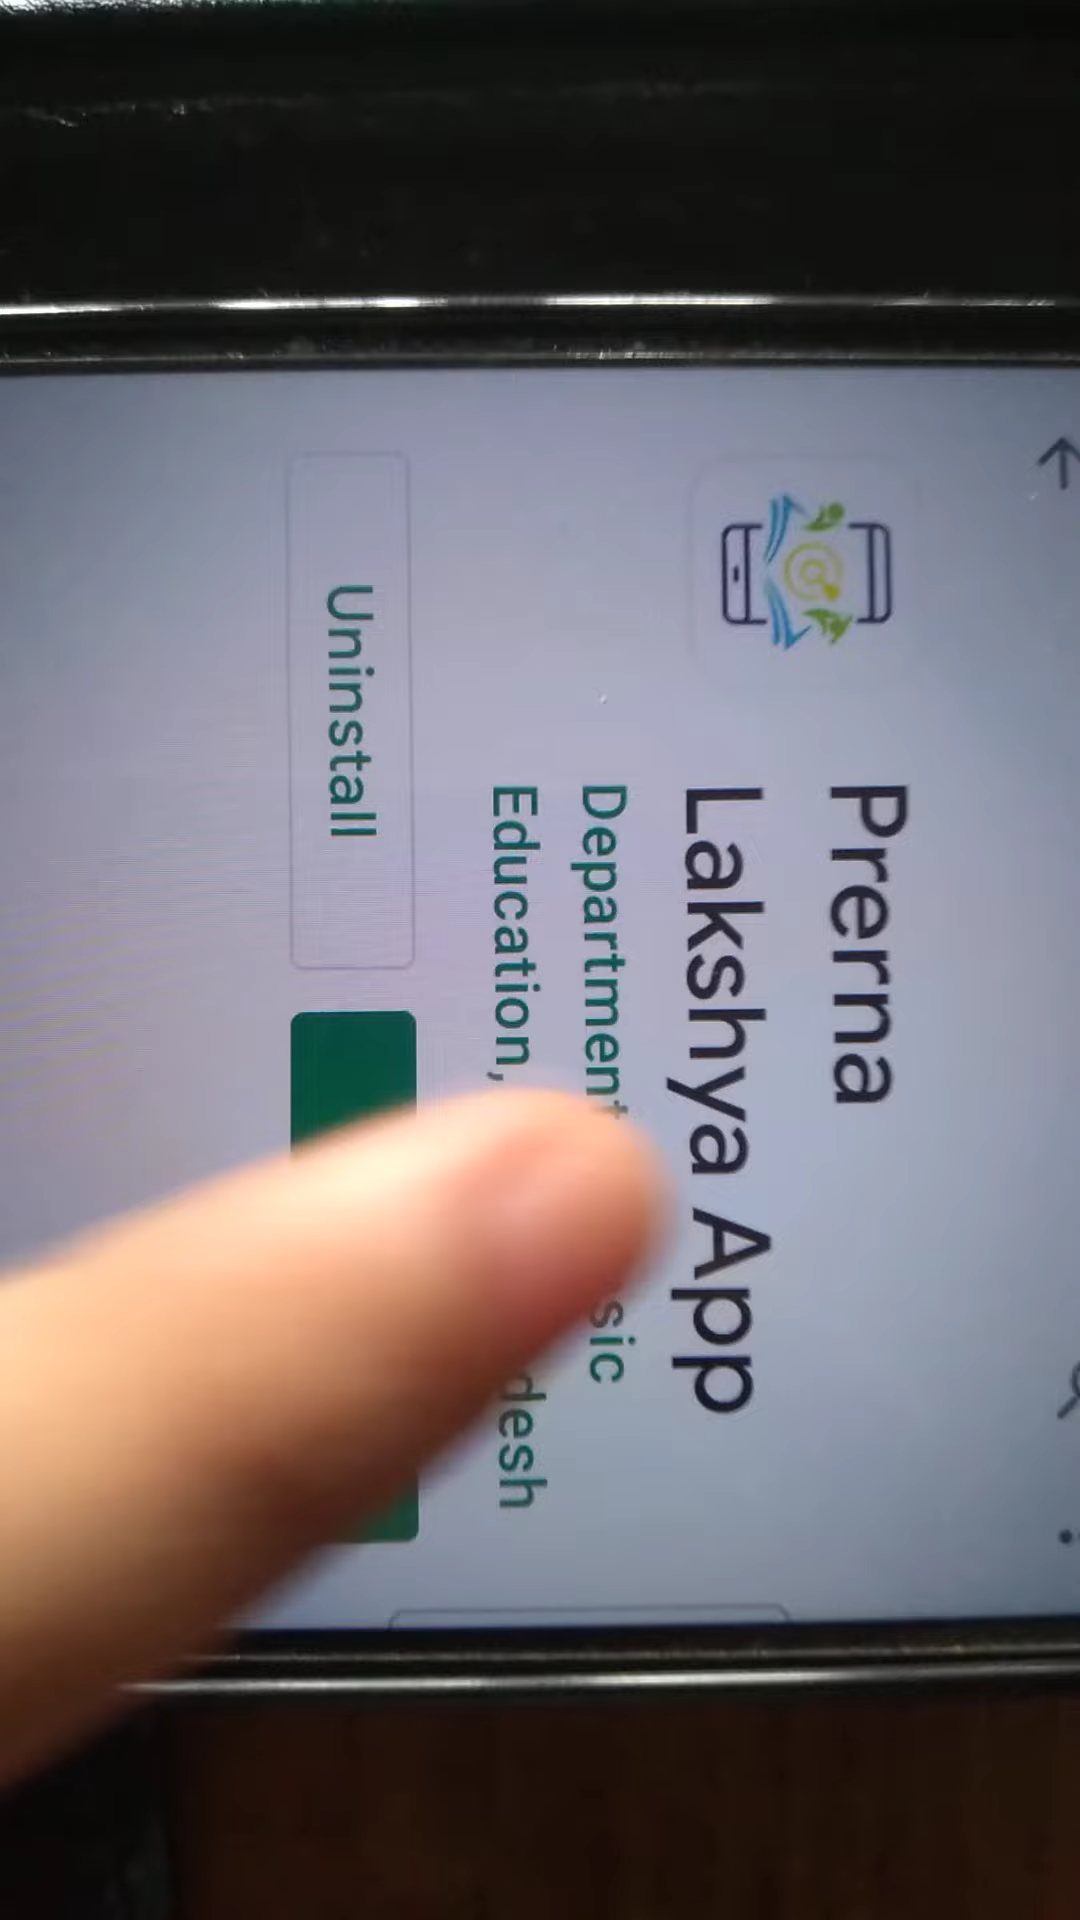 Prerna
Lakshya App
Department sic
Education, desh
Uninstall